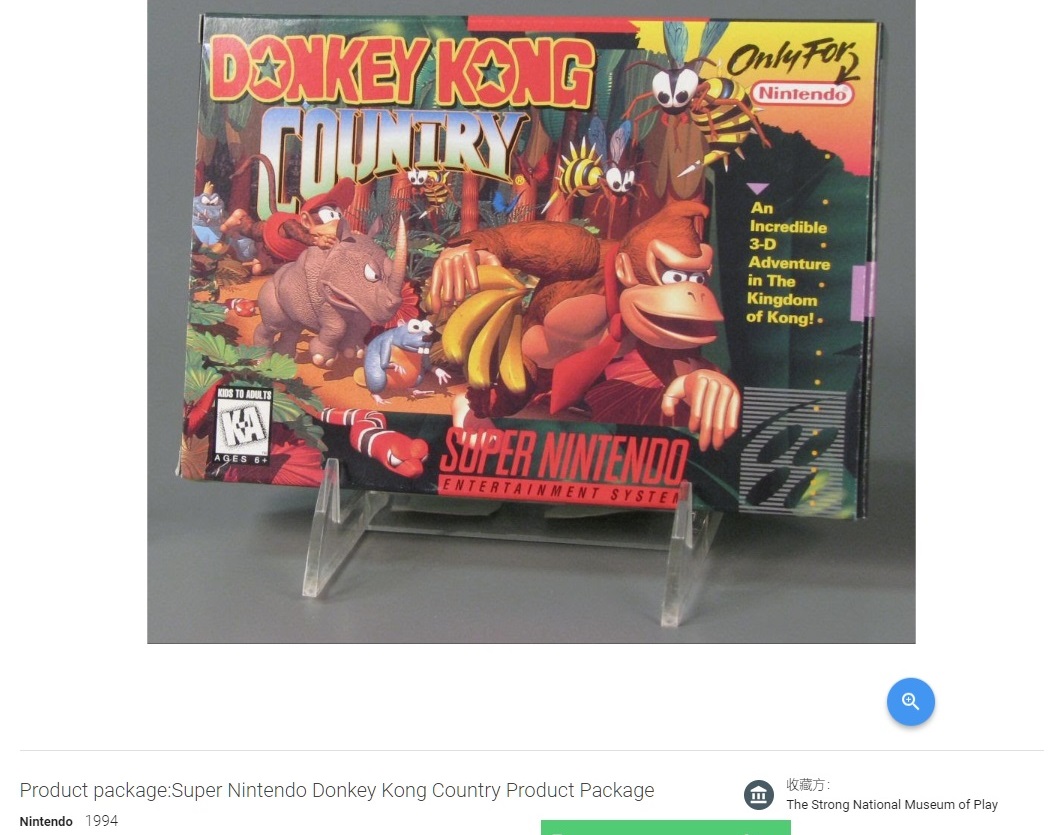 DONKEY KONG
COUNTRY
®
Only For
Nintendo®
An
Incredible
3-D
Adventure
in The
Kingdom
of Kong!
KIDS TO ADULTS
KA
AGES 6+
SUPER NINTENDO
ENTERTAINMENT SYSTEM
Product package:Super Nintendo Donkey Kong Country Product Package
Nintendo 1994
收藏方:
The Strong National Museum of Play